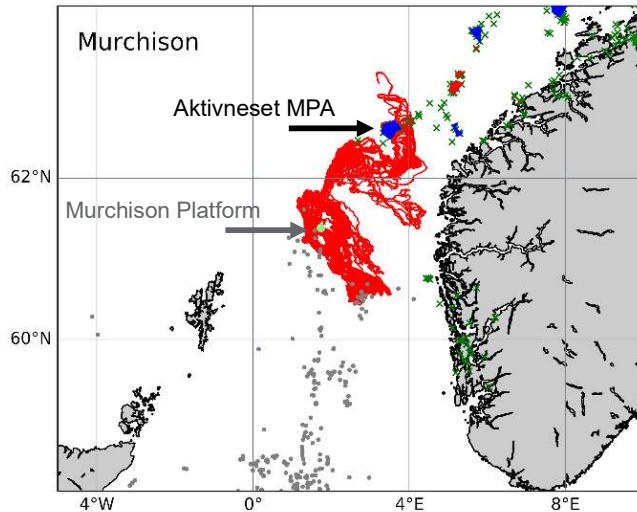 Murchison
Aktivneset MPA
62°N
Murchison Platform
60°N
4°W
0°
4°E
8°E